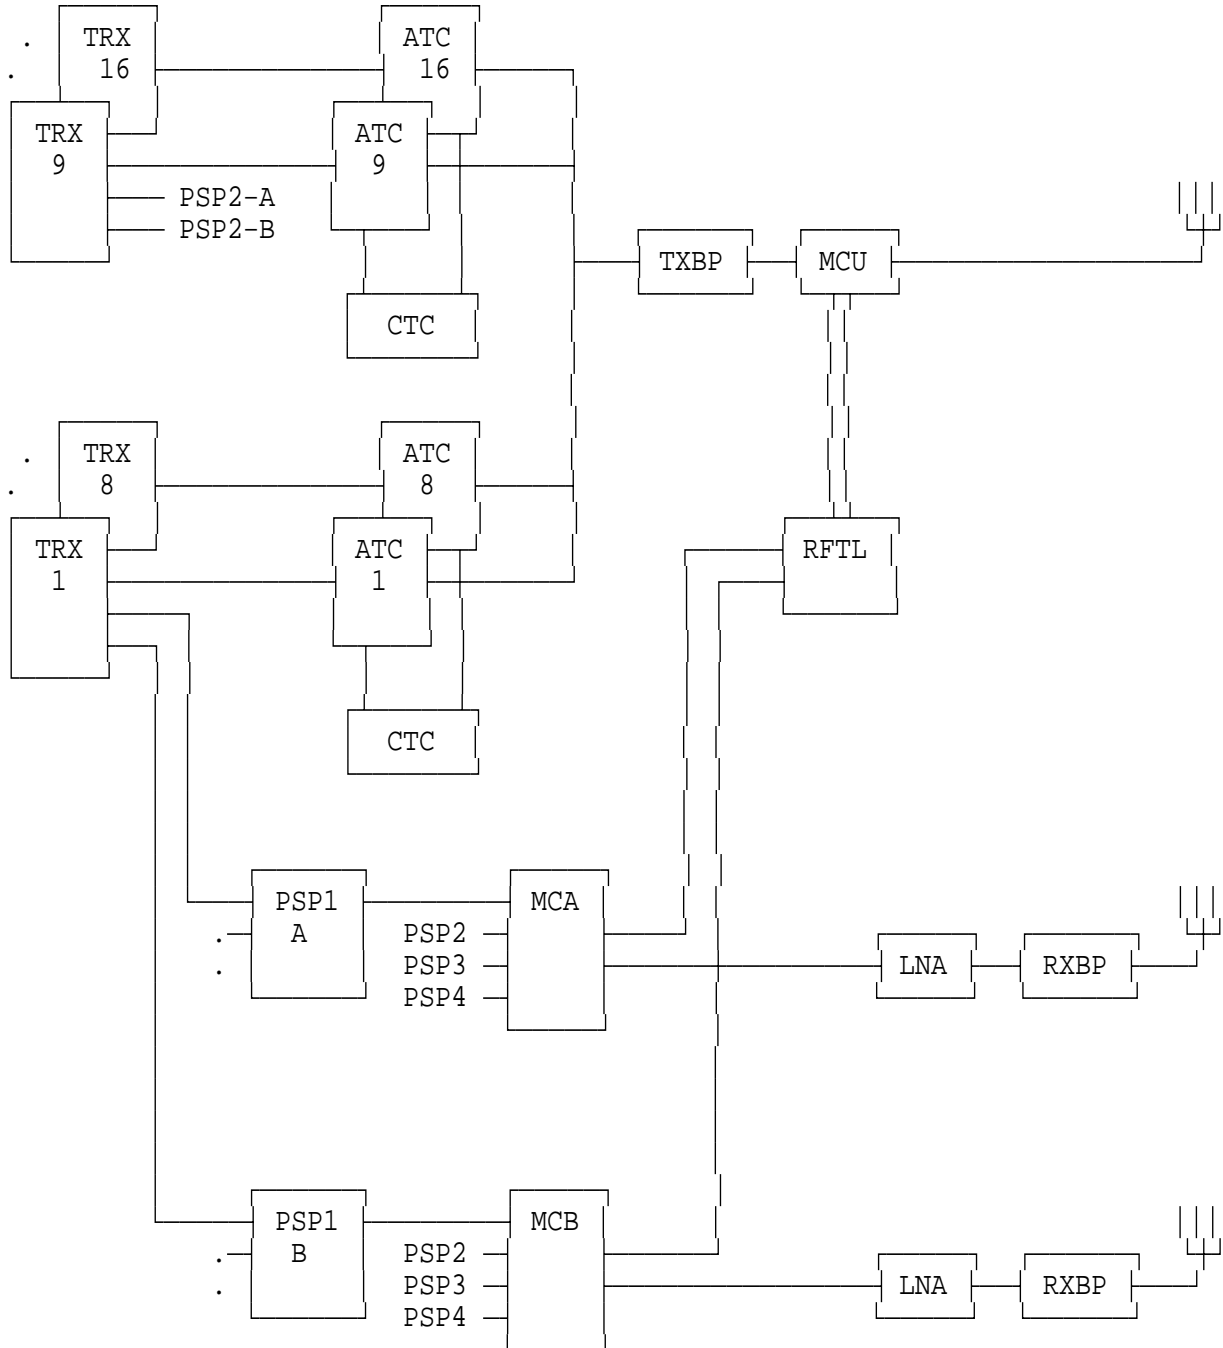 TRX ATC
16 16
TRX ATC
9 9
PSP2-A
PSP2-B
TXBP MCU
CTC
TRX ATC
8 8
TRX ATC RFTL
1 1
CTC
PSP1 MCA
A PSP2
PSP3 LNA RXBP
PSP4
PSP1 MCB
B PSP2
PSP3 LNA RXBP
PSP4